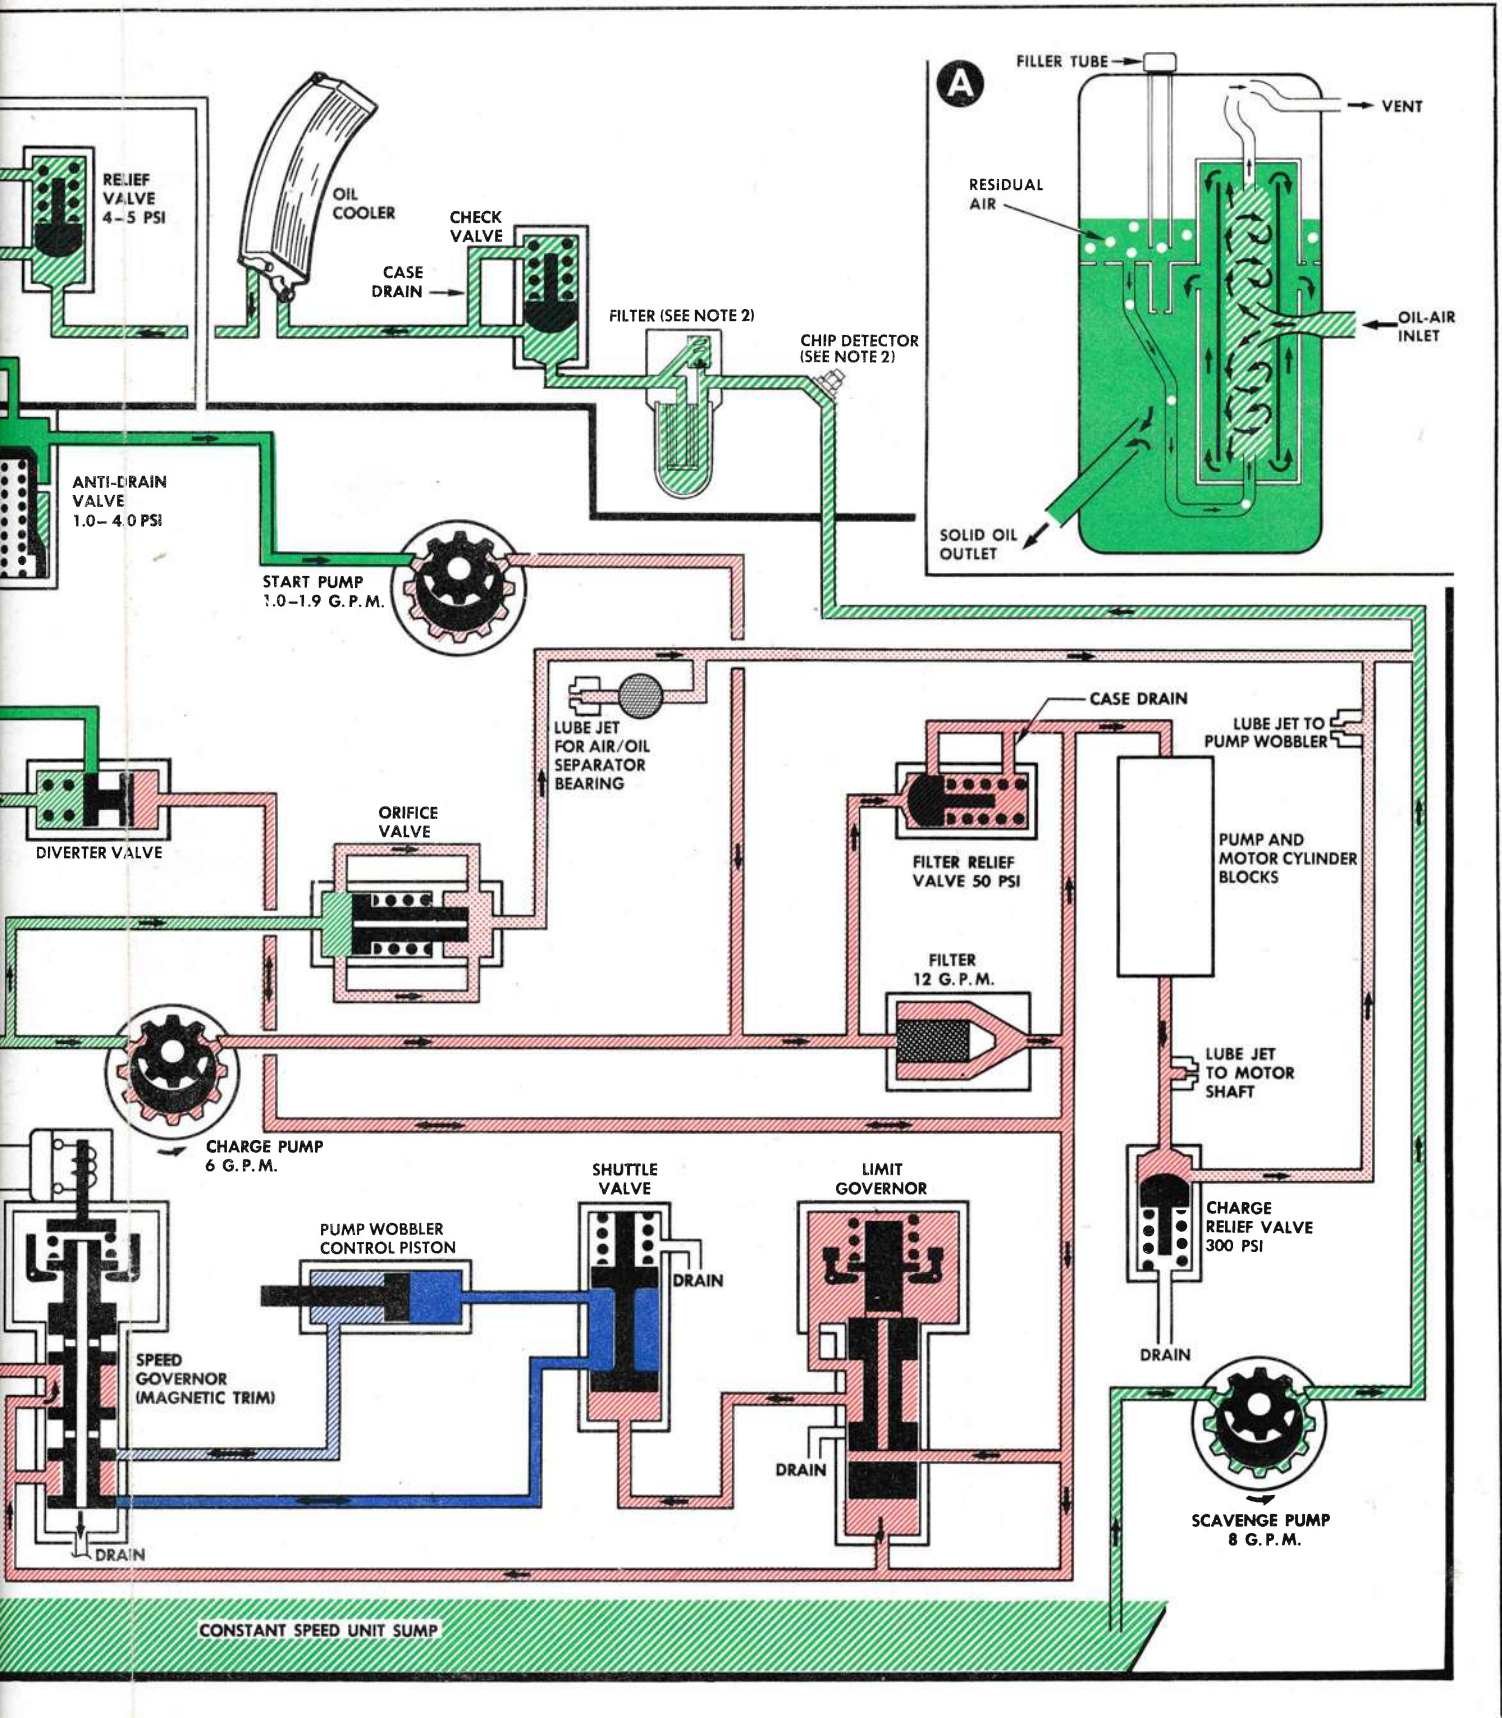 A
FILLER TUBE
VENT
RESIDUAL
AIR
OIL-AIR
INLET
SOLID OIL
OUTLET
RELIEF
VALVE
4-5 PSI
OIL
COOLER
CHECK
VALVE
CASE
DRAIN
FILTER (SEE NOTE 2)
CHIP DETECTOR
(SEE NOTE 2)
ANTI-DRAIN
VALVE
1.0-4.0 PSI
START PUMP
1.0-1.9 G.P.M.
LUBE JET
FOR AIR/OIL
SEPARATOR
BEARING
CASE DRAIN
LUBE JET TO
PUMP WOBBLER
DIVERTER VALVE
ORIFICE
VALVE
FILTER RELIEF
VALVE 50 PSI
PUMP AND
MOTOR CYLINDER
BLOCKS
FILTER
12 G.P.M.
LUBE JET
TO MOTOR
SHAFT
CHARGE PUMP
6 G.P.M.
SHUTTLE
VALVE
LIMIT
GOVERNOR
PUMP WOBBLER
CONTROL PISTON
DRAIN
CHARGE
RELIEF VALVE
300 PSI
DRAIN
SPEED
GOVERNOR
(MAGNETIC TRIM)
DRAIN
SCAVENGE PUMP
8 G.P.M.
DRAIN
CONSTANT SPEED UNIT SUMP